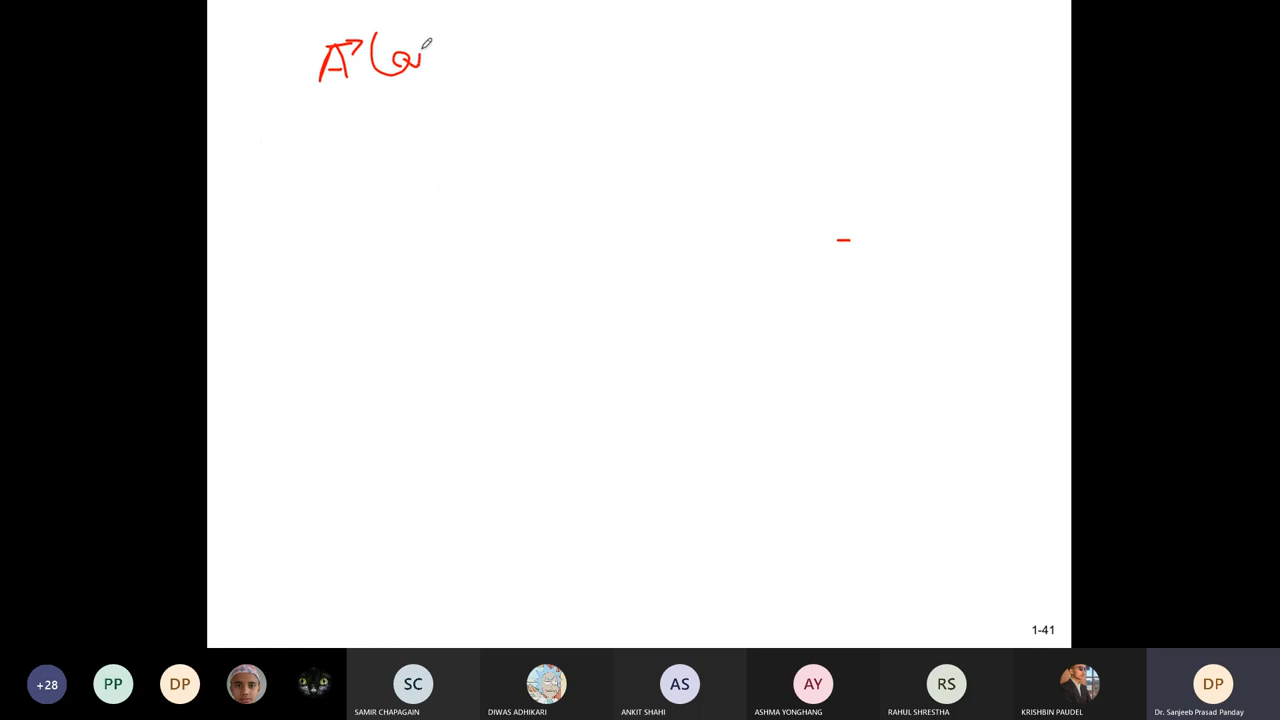 A
1-41
+28
PP
DP
SC
SAMIR CHAPAGAIN
DIWAS ADHIKARI
AS
ANKIT SHAHI
AY
ASHMA YONGHANG
RS
RAHUL SHRESTHA
KRISHBIN PAUDEL
DP
Dr. Sanjeeb Prasad Panday